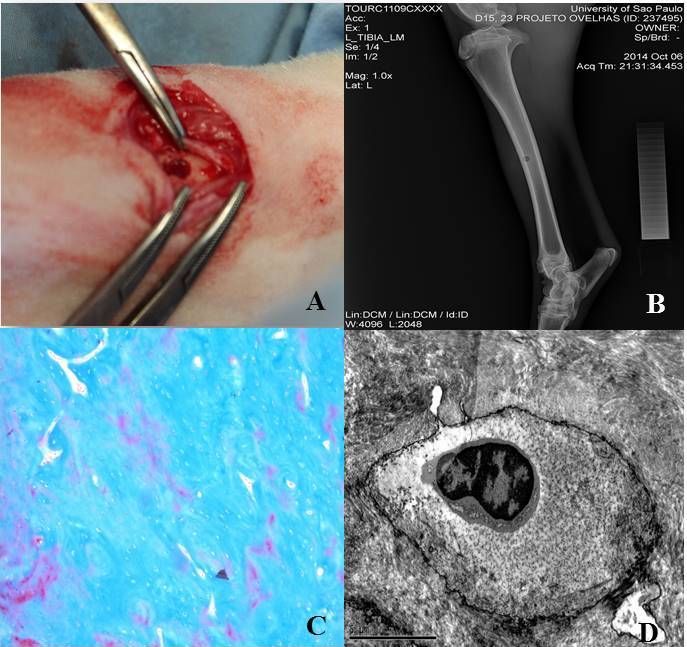 A
TOURC1109CXXXX
Acc:
Ex: 1
L_TIBIA_LM
Se: 1/4
Im: 1/2
Mag: 1.0x
Lat: L
University of Sao Paulo
D15, 23 PROJETO OVELHAS (ID: 237495)
OWNER:
Sp/Brd: -
2014 Oct 06
Acq Tm: 21:31:34.453
Lin:DCM / Lin:DCM / Id:ID
W:4096 L:2048
B
C
D